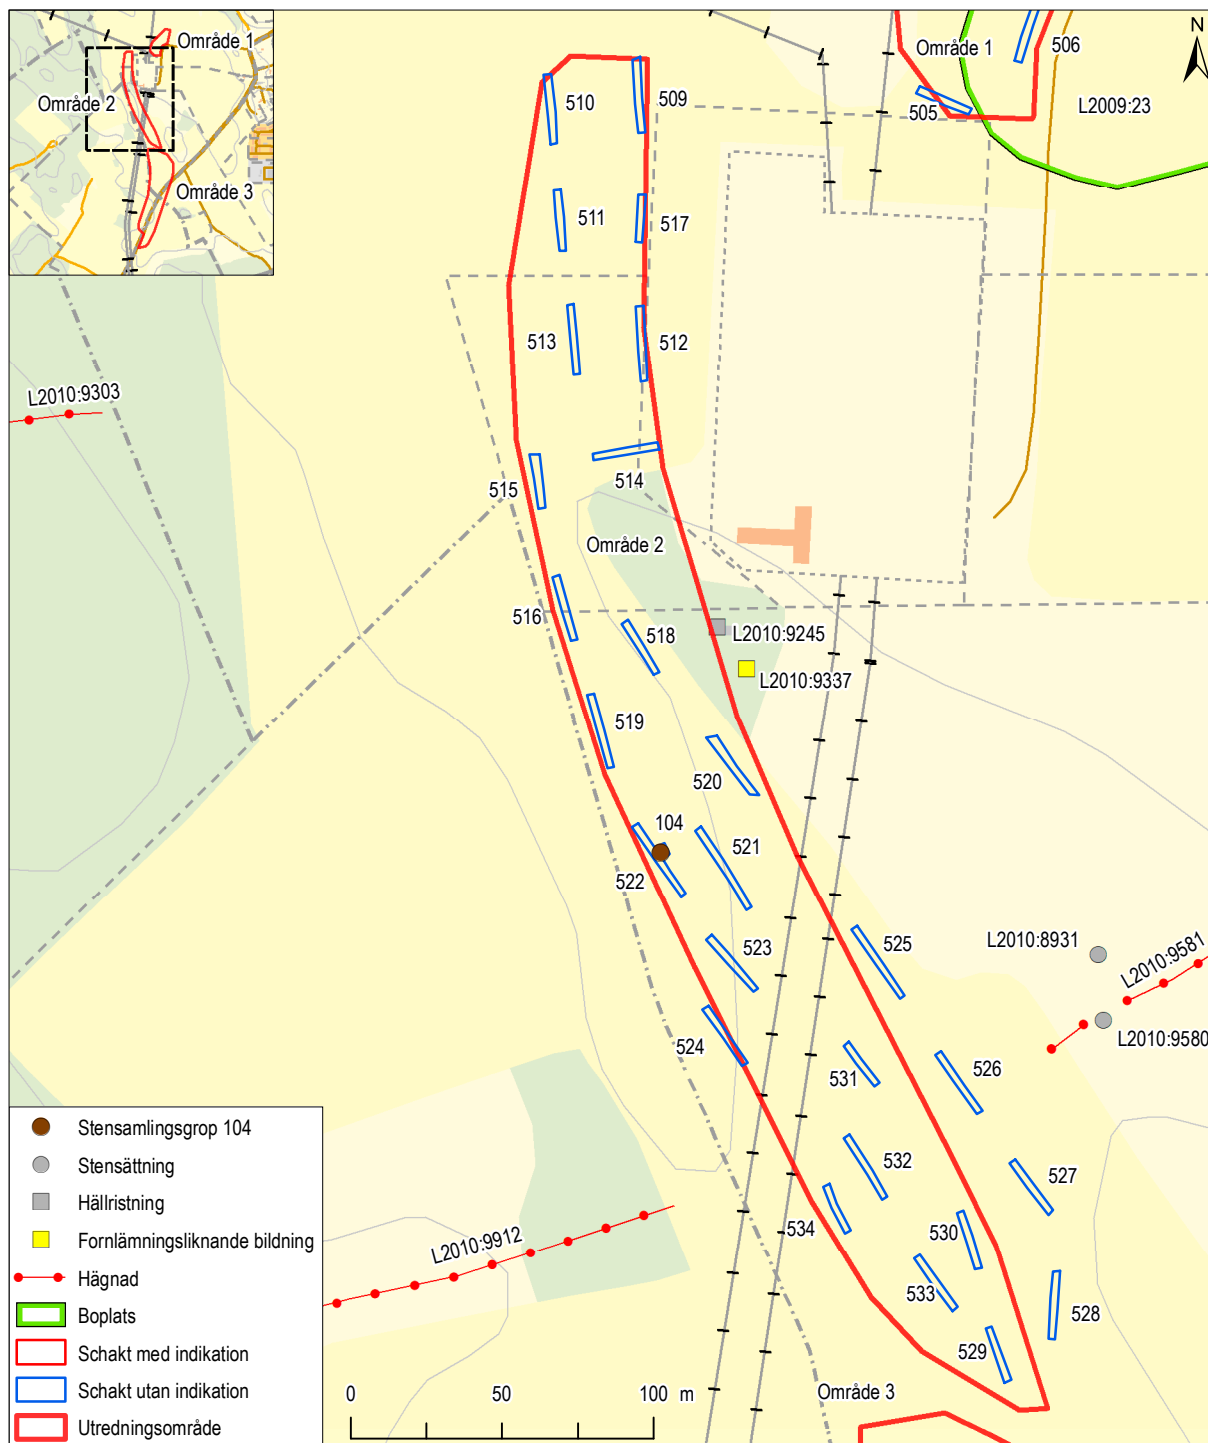 Område 1
Område 2
Område 3
Område 1
506
N
505
L2009:23
510
509
511
517
513
512
L2010:9303
514
515
Område 2
516
518
L2010:9245
L2010:9337
519
520
104
521
522
523
525
L2010:8931
L2010:9581
L2010:9580
524
531
526
532
527
534
530
L2010:9912
533
528
529
Område 3
Stensamlingsgrop 104
Stensättning
Hällristning
Fornlämningsliknande bildning
Hägnad
Boplats
Schakt med indikation
Schakt utan indikation
Utredningsområde
0 50 100 m